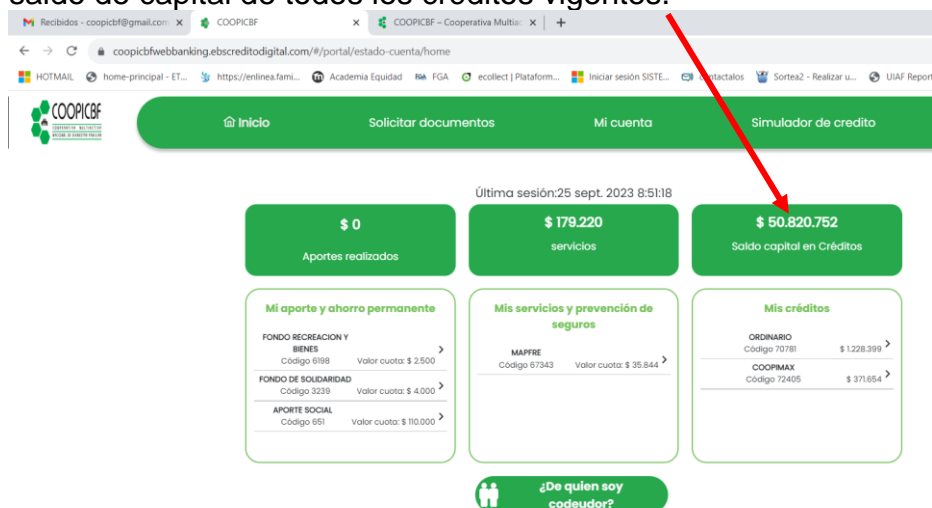 saldo de capital de todos los créditos vigentes.
Recibidos - coopicbf@gmail.com
COOPICBF
COOPICBF – Cooperativa Multiac
coopicbfwebbanking.ebscreditodigital.com/#/portal/estado-cuenta/home
HOTMAIL
home-principal - ET...
https://enlinea.fami...
Academia Equidad
FGA
ecollect | Plataform...
Iniciar sesión SISTE...
contactalos
Sortea2 - Realizar u...
UIAF Report
COOPICBF
Inicio
Solicitar documentos
Mi cuenta
Simulador de credito
Última sesión:25 sept. 2023 8:51:18
$ 0
Aportes realizados
$ 179.220
servicios
$ 50.820.752
Saldo capital en Créditos
Mi aporte y ahorro permanente
FONDO RECREACION Y
BIENES
Código 6198 Valor cuota: $ 2.500
FONDO DE SOLIDARIDAD
Código 3239 Valor cuota: $ 4.000
APORTE SOCIAL
Código 651 Valor cuota: $ 110.000
Mis servicios y prevención de
seguros
MAPFRE
Código 67343 Valor cuota: $ 35.844
Mis créditos
ORDINARIO
Código 70781 $ 1.228.399
COOPIMAX
Código 72405 $ 371.654
¿De quien soy
codeudor?